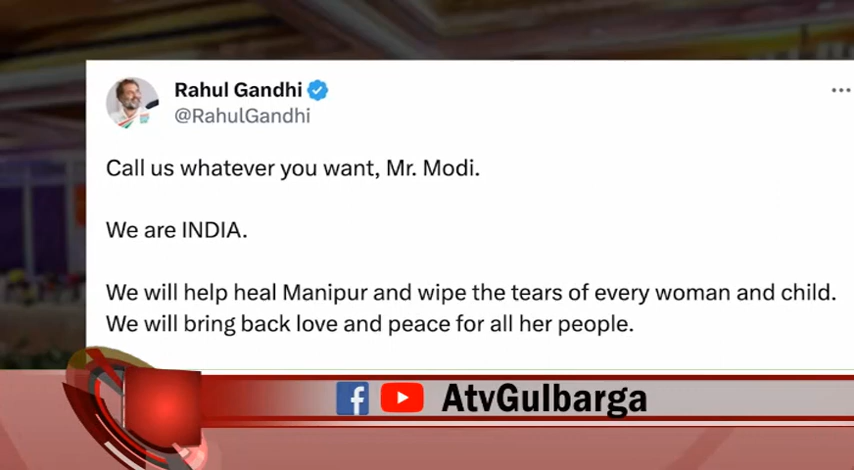 Rahul Gandhi
@RahulGandhi
Call us whatever you want, Mr. Modi.
We are INDIA.
We will help heal Manipur and wipe the tears of every woman and child.
We will bring back love and peace for all her people.
AtvGulbarga